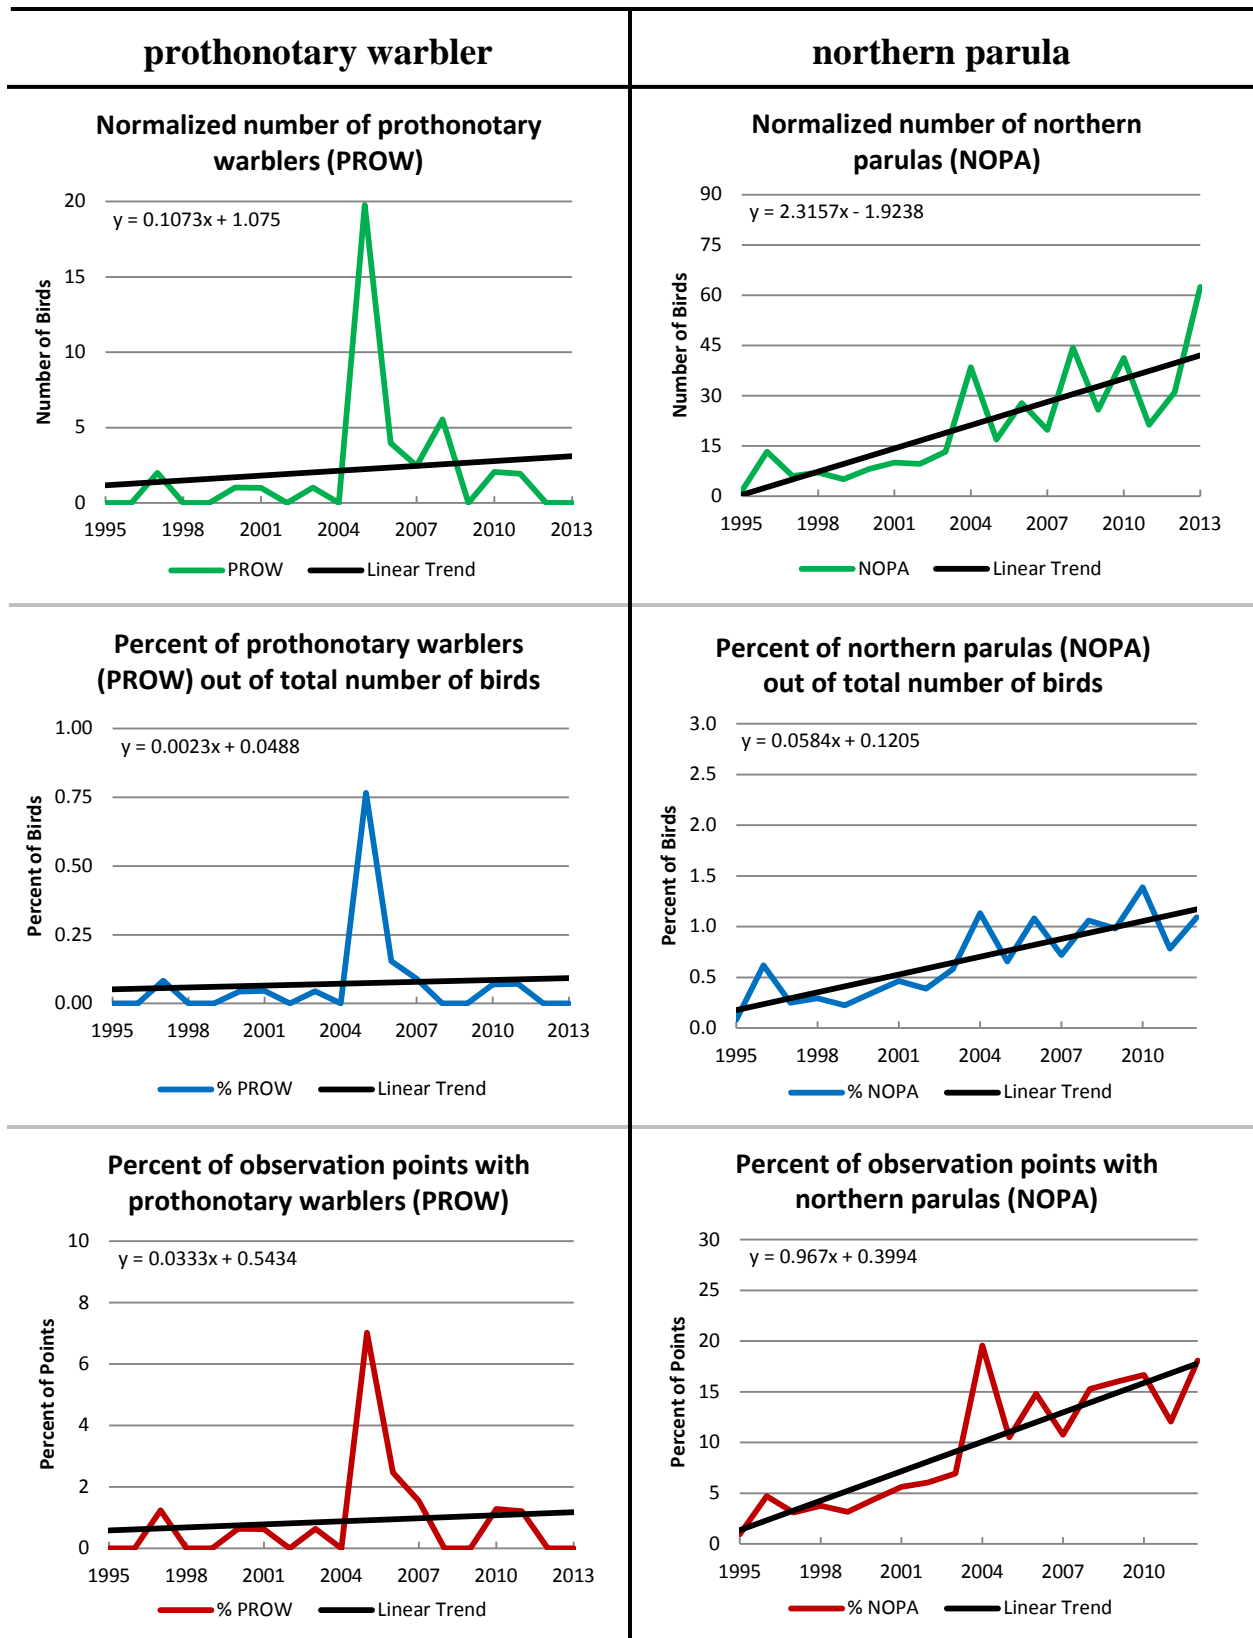 prothonotary warbler
northern parula
Normalized number of prothonotary
warblers (PROW)
y = 0.1073x + 1.075
Number of Birds
20
15
10
5
0
1995 1998 2001 2004 2007 2010 2013
PROW Linear Trend
Normalized number of northern
parulas (NOPA)
y = 2.3157x - 1.9238
Number of Birds
90
75
60
45
30
15
0
1995 1998 2001 2004 2007 2010 2013
NOPA Linear Trend
Percent of prothonotary warblers
(PROW) out of total number of birds
y = 0.0023x + 0.0488
Percent of Birds
1.00
0.75
0.50
0.25
0.00
1995 1998 2001 2004 2007 2010 2013
% PROW Linear Trend
Percent of northern parulas (NOPA)
out of total number of birds
y = 0.0584x + 0.1205
Percent of Birds
3.0
2.5
2.0
1.5
1.0
0.5
0.0
1995 1998 2001 2004 2007 2010
% NOPA Linear Trend
Percent of observation points with
prothonotary warblers (PROW)
y = 0.0333x + 0.5434
Percent of Points
10
8
6
4
2
0
1995 1998 2001 2004 2007 2010 2013
% PROW Linear Trend
Percent of observation points with
northern parulas (NOPA)
y = 0.967x + 0.3994
Percent of Points
30
25
20
15
10
5
0
1995 1998 2001 2004 2007 2010
% NOPA Linear Trend